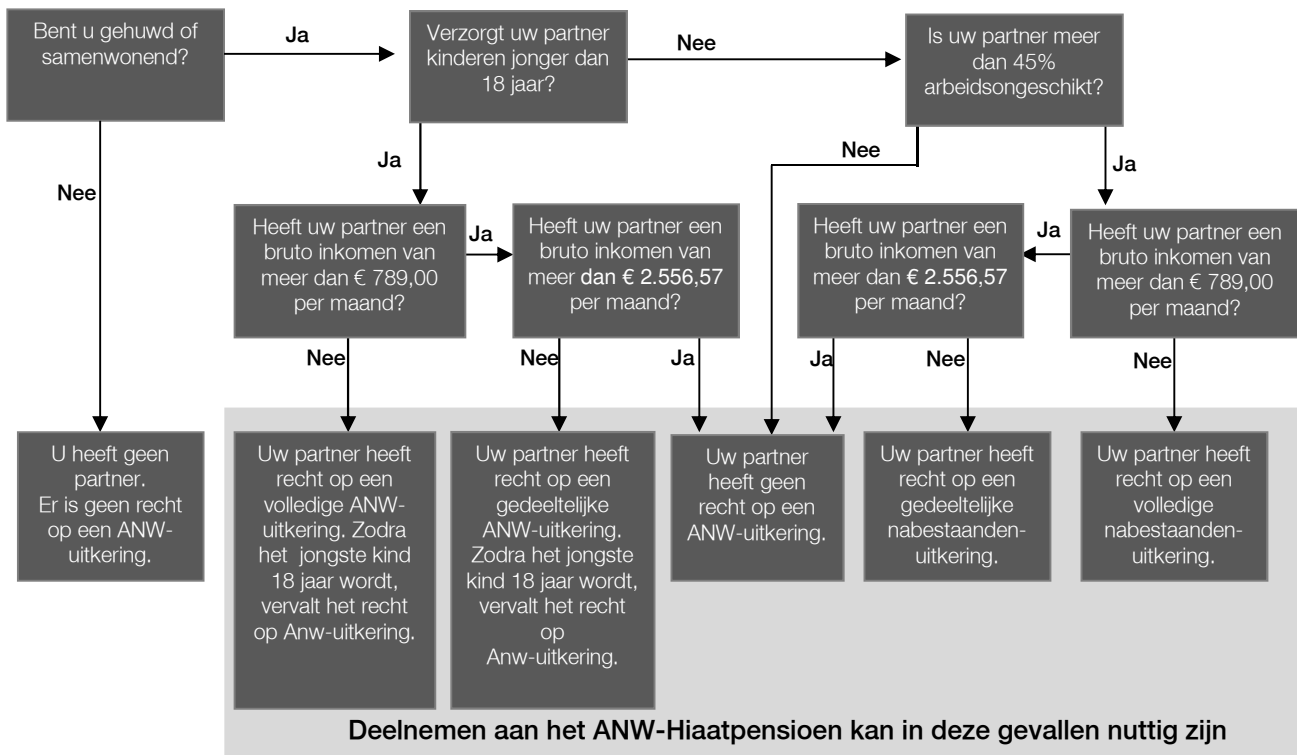 Bent u gehuwd of
samenwonend?
Ja
Verzorgt uw partner
kinderen jonger dan
18 jaar?
Nee
Is uw partner meer
dan 45%
arbeidsongeschikt?
Nee
Ja
Nee
Ja
Heeft uw partner een
bruto inkomen van
meer dan € 789,00
per maand?
Ja
Heeft uw partner een
bruto inkomen van
meer dan € 2.556,57
per maand?
Heeft uw partner een
bruto inkomen van
meer dan € 2.556,57
per maand?
Ja
Heeft uw partner een
bruto inkomen van
meer dan € 789,00
per maand?
Nee
Nee
Ja
Ja
Nee
Nee
U heeft geen
partner.
Er is geen recht
op een ANW-
uitkering.
Uw partner heeft
recht op een
volledige ANW-
uitkering. Zodra
het jongste kind
18 jaar wordt,
vervalt het recht
op Anw-uitkering.
Uw partner heeft
recht op een
gedeeltelijke
ANW-uitkering.
Zodra het jongste
kind 18 jaar wordt,
vervalt het recht
op
Anw-uitkering.
Uw partner
heeft geen
recht op een
ANW-uitkering.
Uw partner heeft
recht op een
gedeeltelijke
nabestaanden-
uitkering.
Uw partner heeft
recht op een
volledige
nabestaanden-
uitkering.
Deelnemen aan het ANW-Hiaatpensioen kan in deze gevallen nuttig zijn